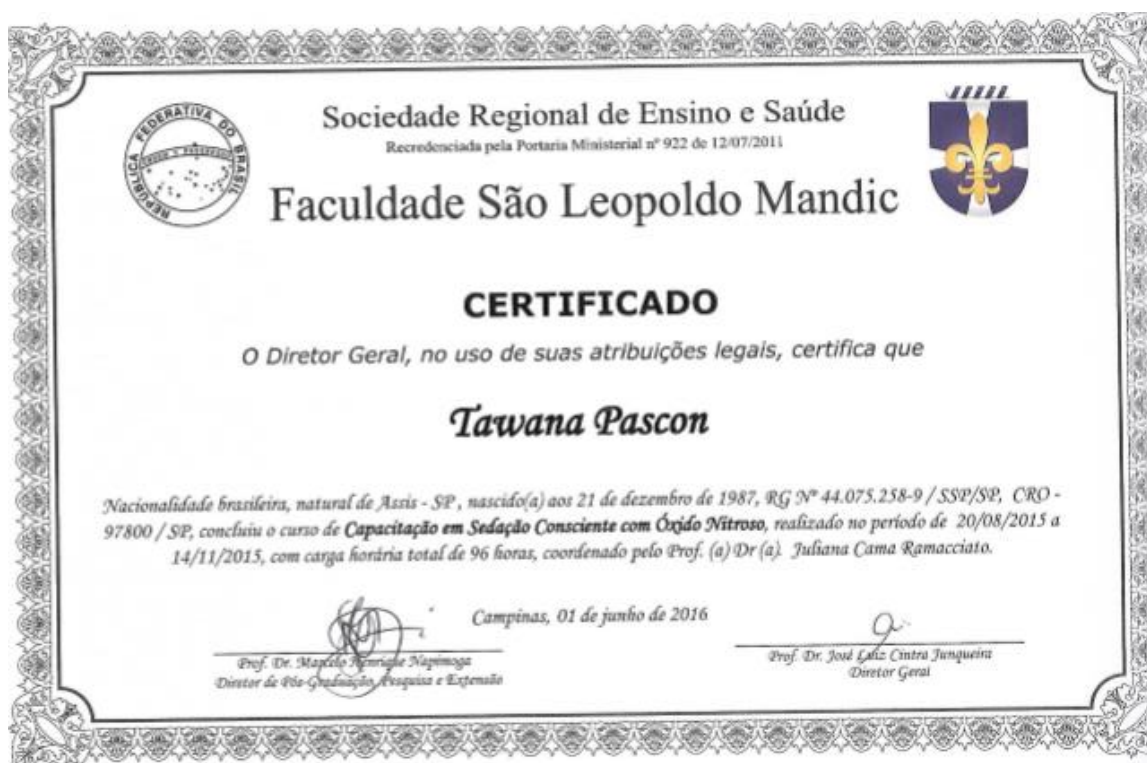 REPÚBLICA FEDERATIVA DO BRASIL
Sociedade Regional de Ensino e Saúde
Recredenciada pela Portaria Ministerial nº 922 de 12/07/2011
Faculdade São Leopoldo Mandic
CERTIFICADO
O Diretor Geral, no uso de suas atribuições legais, certifica que
Tawana Pascon
Nacionalidade brasileira, natural de Assis - SP, nascido(a) aos 21 de dezembro de 1987, RG Nº 44.075.258-9 / SSP/SP, CRO -
97800 / SP, concluiu o curso de Capacitação em Sedação Consciente com Óxido Nitroso, realizado no período de 20/08/2015 a
14/11/2015, com carga horária total de 96 horas, coordenado pelo Prof. (a) Dr (a). Juliana Cama Ramacciato.
Campinas, 01 de junho de 2016
Prof. Dr. Marcelo Henrique Napimoga
Diretor de Pós-Graduação, Pesquisa e Extensão
Prof. Dr. José Luiz Cintra Junqueira
Diretor Geral